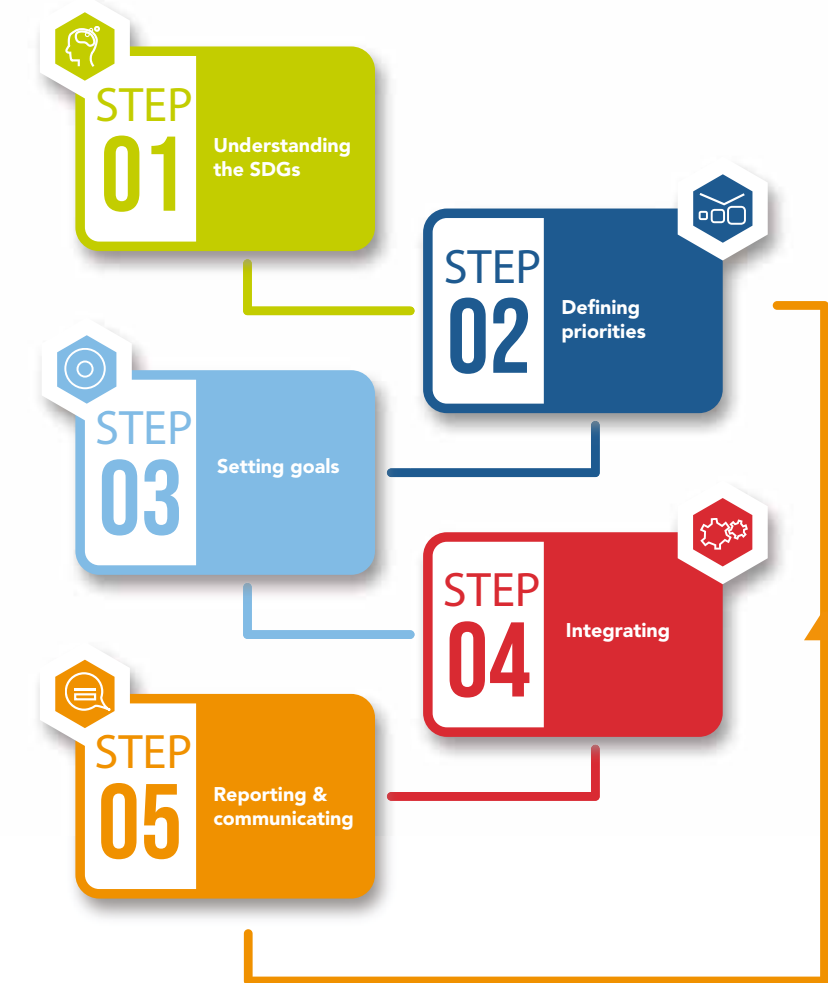 STEP
01
Understanding
the SDGs
STEP
02
Defining
priorities
STEP
03
Setting goals
STEP
04
Integrating
STEP
05
Reporting &
communicating